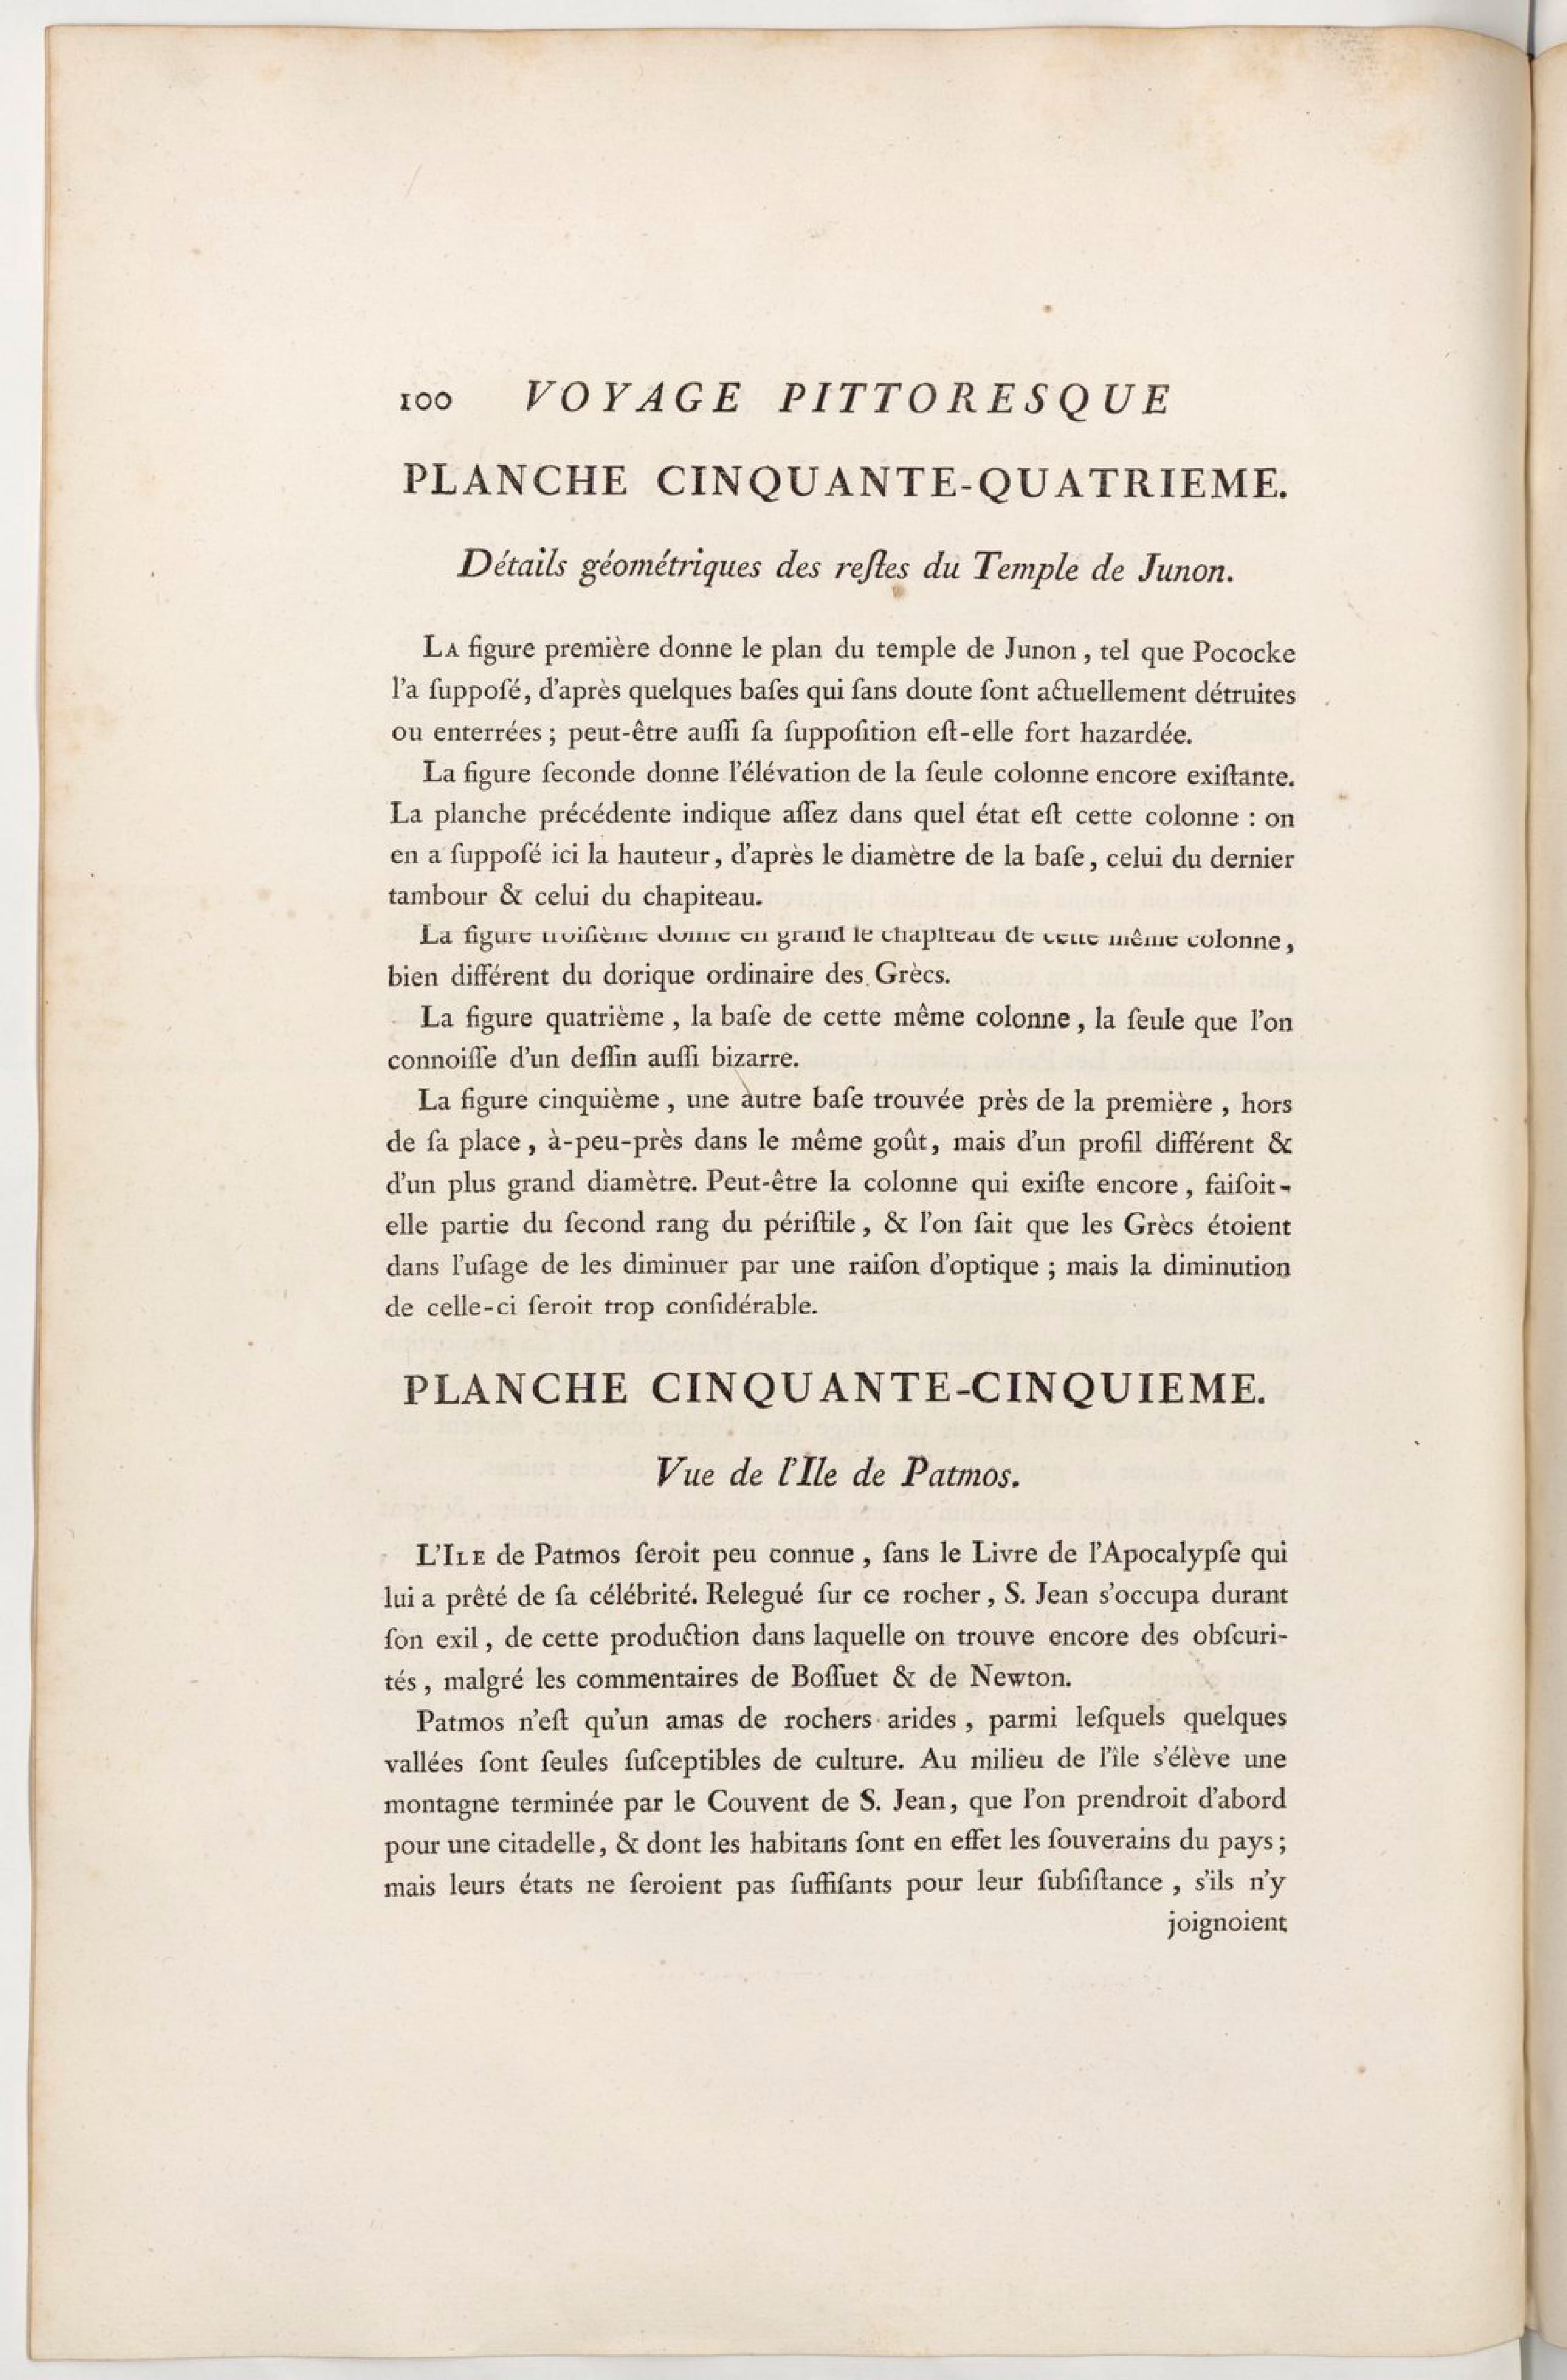 100 VOYAGE PITTORESQUE
PLANCHE CINQUANTE-QUATRIEME.
Détails géométriques des reſtes du Temple de Junon.
LA figure première donne le plan du temple de Junon, tel que Pococke
l'a ſuppoſé, d'après quelques baſes qui ſans doute ſont actuellement détruites
ou enterrées ; peut-être auſſi ſa ſuppoſition eſt-elle fort hazardée.
La figure ſeconde donne l'élévation de la ſeule colonne encore exiſtante.
La planche précédente indique aſſez dans quel état eſt cette colonne : on
en a ſuppoſé ici la hauteur, d'après le diamètre de la baſe, celui du dernier
tambour & celui du chapiteau.
La figure troiſième donne en grand le chapiteau de cette même colonne,
bien différent du dorique ordinaire des Grècs.
La figure quatrième, la baſe de cette même colonne, la ſeule que l'on
connoiſſe d'un deſſin auſſi bizarre.
La figure cinquième, une autre baſe trouvée près de la première, hors
de ſa place, à-peu-près dans le même goût, mais d'un profil différent &
d'un plus grand diamètre. Peut-être la colonne qui exiſte encore, faiſoit-
elle partie du ſecond rang du périſtile, & l'on ſait que les Grècs étoient
dans l'uſage de les diminuer par une raiſon d'optique ; mais la diminution
de celle-ci ſeroit trop conſidérable.
PLANCHE CINQUANTE-CINQUIEME.
Vue de l'Ile de Patmos.
L'ILE de Patmos ſeroit peu connue, ſans le Livre de l'Apocalypſe qui
lui a prêté de ſa célébrité. Relegué ſur ce rocher, S. Jean s'occupa durant
ſon exil, de cette production dans laquelle on trouve encore des obſcuri-
tés, malgré les commentaires de Boſſuet & de Newton.
Patmos n'eſt qu'un amas de rochers arides, parmi leſquels quelques
vallées ſont ſeules ſuſceptibles de culture. Au milieu de l'île s'élève une
montagne terminée par le Couvent de S. Jean, que l'on prendroit d'abord
pour une citadelle, & dont les habitans ſont en effet les ſouverains du pays ;
mais leurs états ne ſeroient pas ſuffiſants pour leur ſubſiſtance, s'ils n'y
joignoient